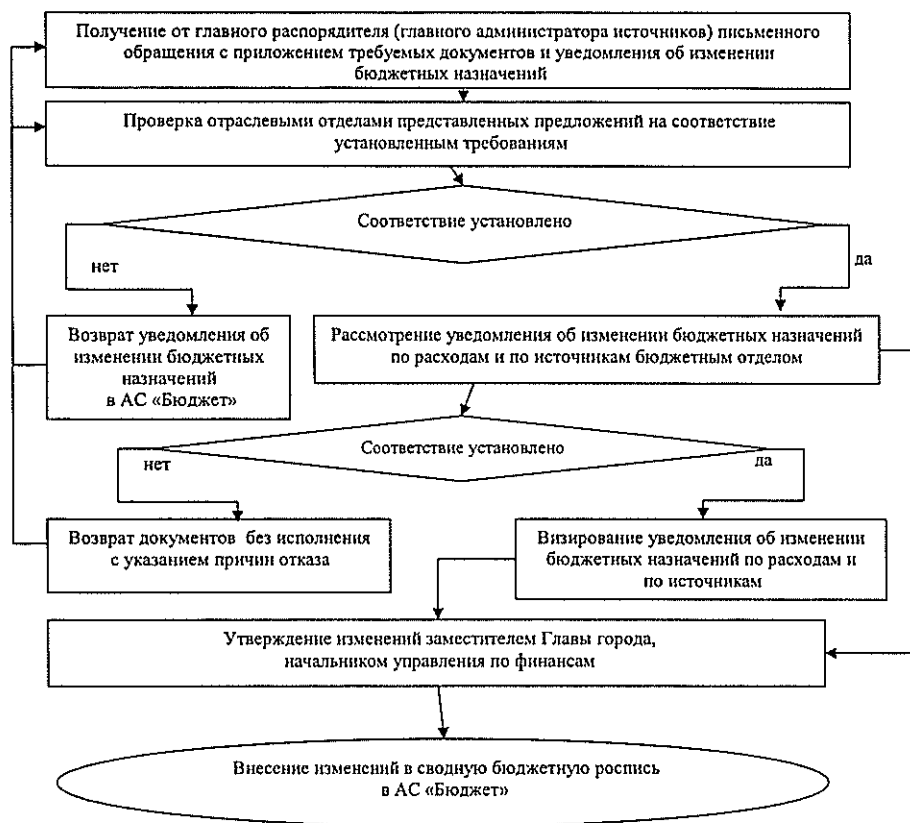 Получение от главного распорядителя (главного администратора источников) письменного
обращения с приложением требуемых документов и уведомления об изменении
бюджетных назначений
Проверка отраслевыми отделами представленных предложений на соответствие
установленным требованиям
Соответствие установлено
нет
да
Возврат уведомления об
изменении бюджетных
назначений
в АС «Бюджет»
Рассмотрение уведомления об изменении бюджетных назначений
по расходам и по источникам бюджетным отделом
Соответствие установлено
нет
да
Возврат документов без исполнения
с указанием причин отказа
Визирование уведомления об изменении
бюджетных назначений по расходам и
по источникам
Утверждение изменений заместителем Главы города,
начальником управления по финансам
Внесение изменений в сводную бюджетную роспись
в АС «Бюджет»